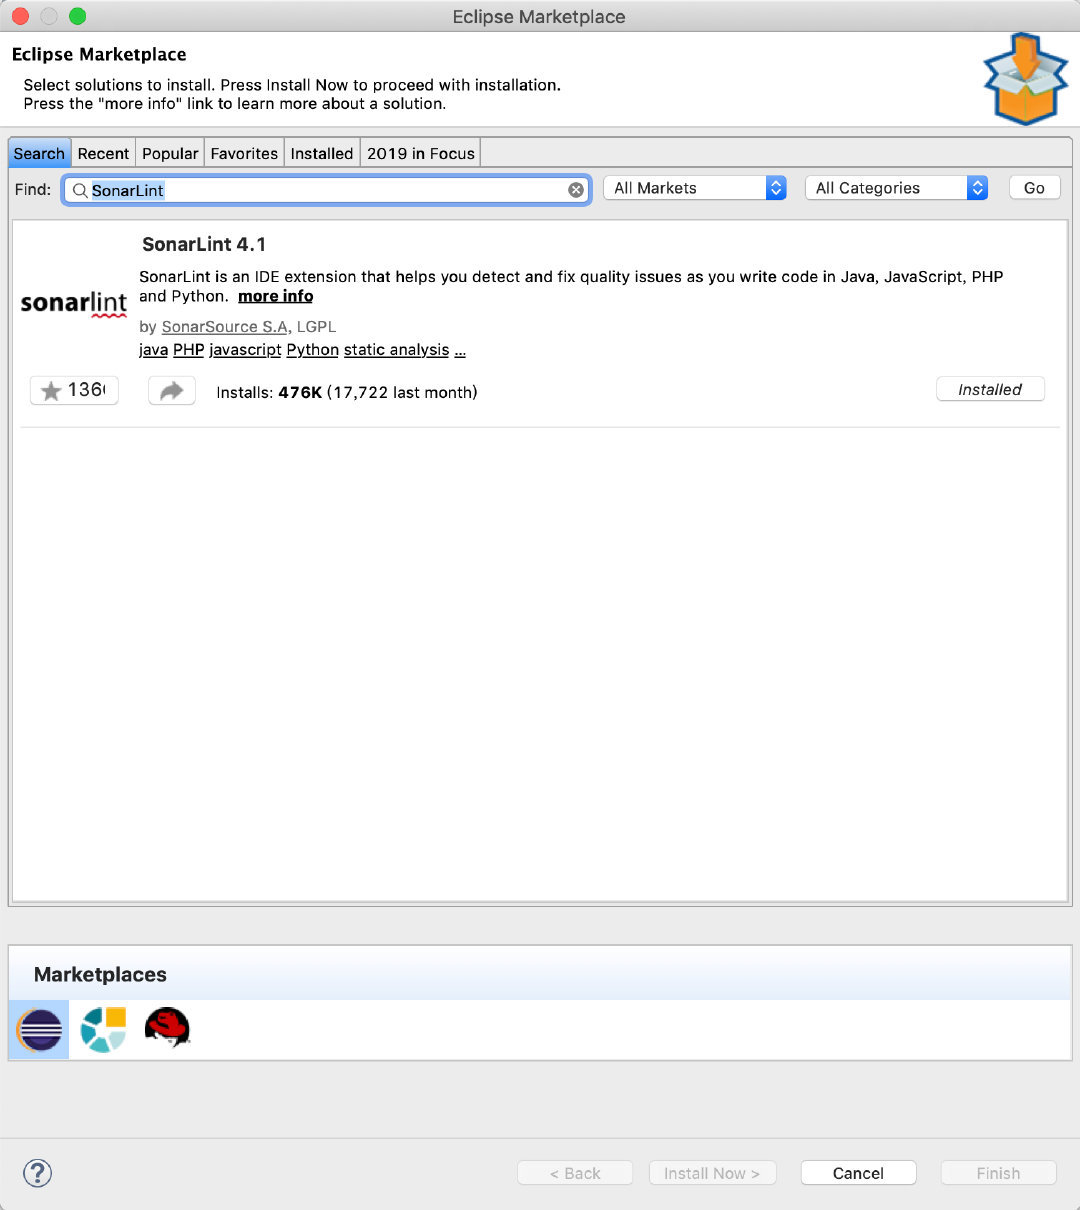 Eclipse Marketplace
Eclipse Marketplace
Select solutions to install. Press Install Now to proceed with installation.
Press the "more info" link to learn more about a solution.
Search Recent Popular Favorites Installed 2019 in Focus
Find: SonarLint All Markets All Categories Go
SonarLint 4.1
SonarLint is an IDE extension that helps you detect and fix quality issues as you write code in Java, JavaScript, PHP
and Python. more info
sonarlint
by SonarSource S.A, LGPL
java PHP javascript Python static analysis ...
136 Installs: 476K (17,722 last month) Installed
Marketplaces
? < Back Install Now > Cancel Finish